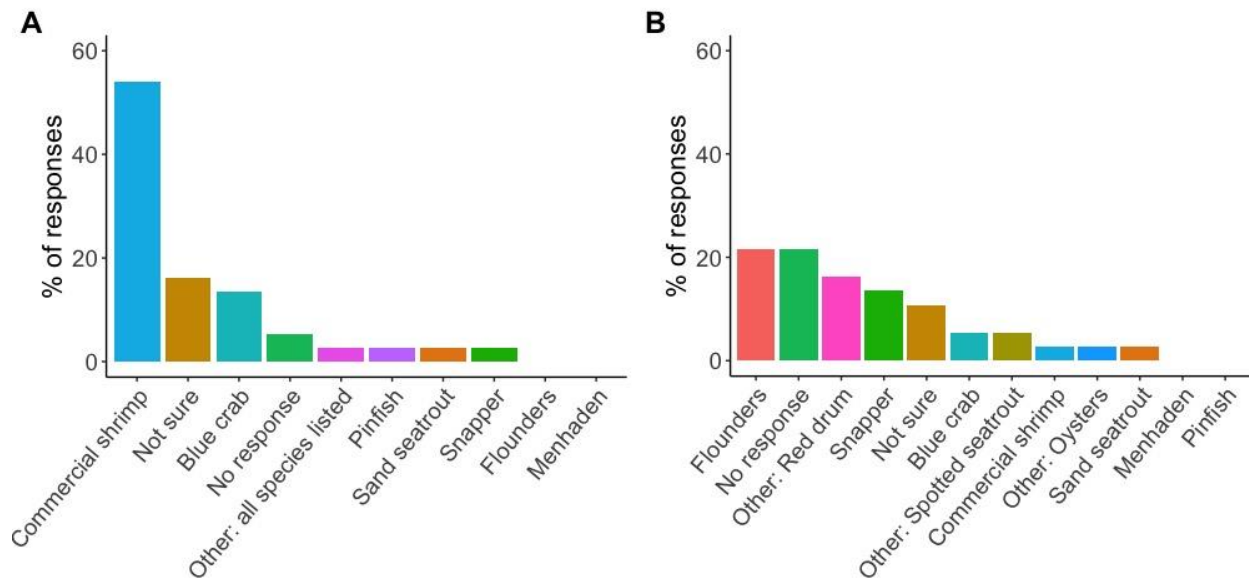 A
% of responses
60
40
20
0
Commercial shrimp
Not sure
Blue crab
No response
Other: all species listed
Pinfish
Sand seatrout
Snapper
Flounders
Menhaden
B
% of responses
60
40
20
0
Flounders
No response
Other: Red drum
Snapper
Not sure
Blue crab
Other: Spotted seatrout
Commercial shrimp
Other: Oysters
Sand seatrout
Menhaden
Pinfish